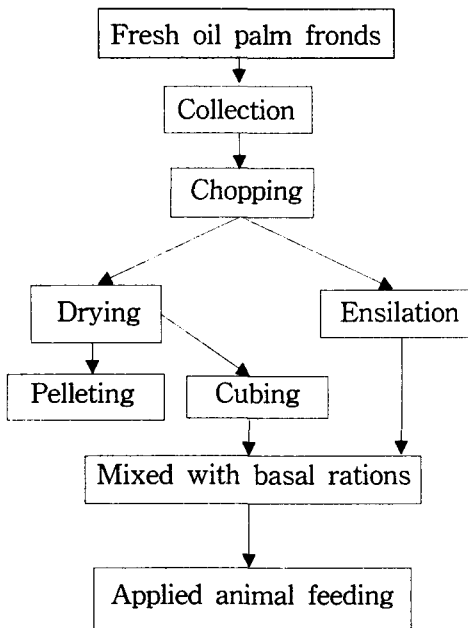 Fresh oil palm fronds
Collection
Chopping
Drying
Ensilation
Pelleting
Cubing
Mixed with basal rations
Applied animal feeding